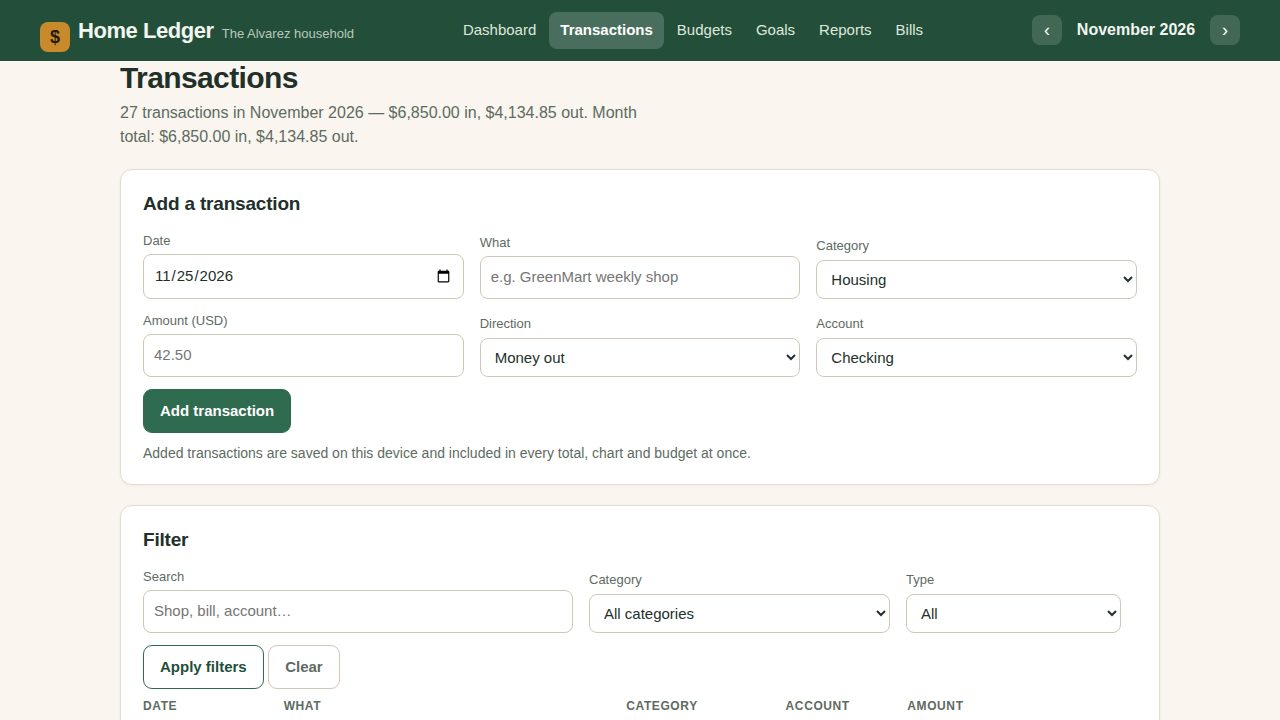 $ Home Ledger The Alvarez household Dashboard Transactions Budgets Goals Reports Bills ‹ November 2026 ›
Transactions
27 transactions in November 2026 — $6,850.00 in, $4,134.85 out. Month
total: $6,850.00 in, $4,134.85 out.
Add a transaction
Date What Category
11/25/2026 e.g. GreenMart weekly shop Housing
Amount (USD) Direction Account
42.50 Money out Checking
Add transaction
Added transactions are saved on this device and included in every total, chart and budget at once.
Filter
Search Category Type
Shop, bill, account… All categories All
Apply filters Clear
DATE WHAT CATEGORY ACCOUNT AMOUNT